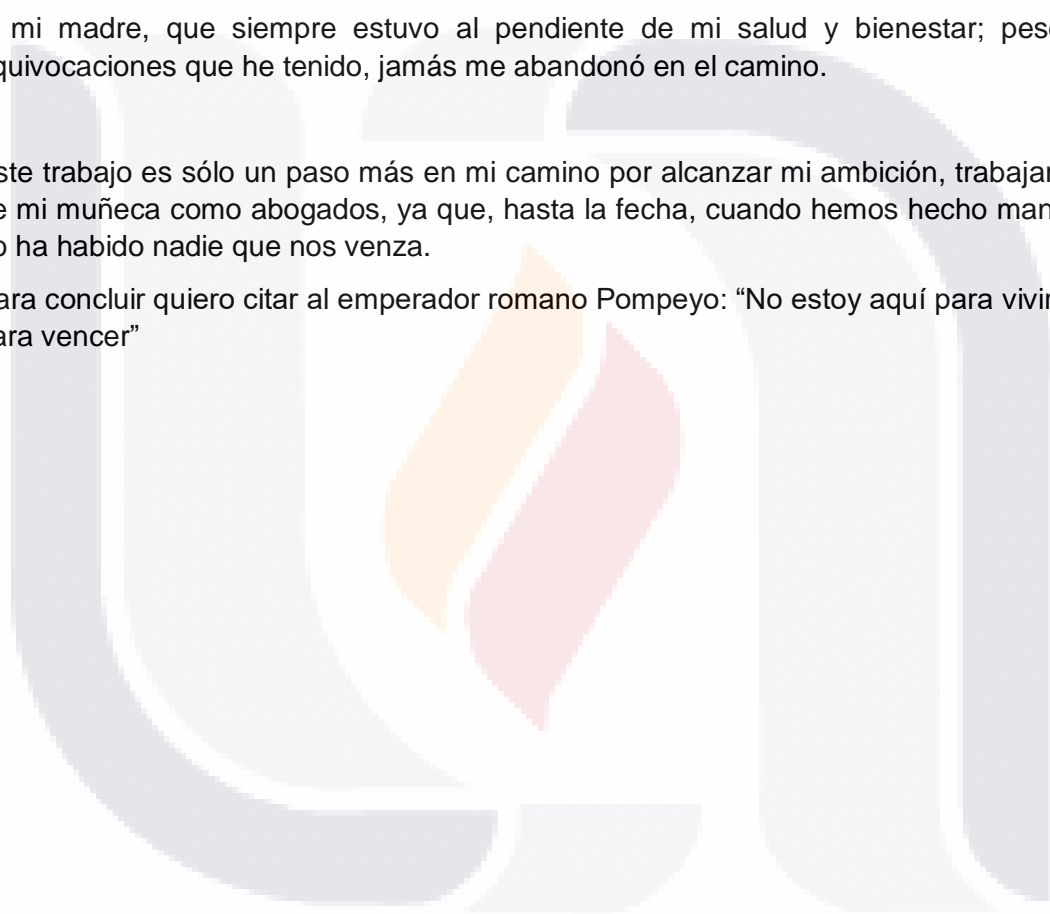 mi madre, que siempre estuvo al pendiente de mi salud y bienestar; pes
quivocaciones que he tenido, jamás me abandonó en el camino.
ste trabajo es sólo un paso más en mi camino por alcanzar mi ambición, trabajar
e mi muñeca como abogados, ya que, hasta la fecha, cuando hemos hecho man
o ha habido nadie que nos venza.
ara concluir quiero citar al emperador romano Pompeyo: “No estoy aquí para vivir
ara vencer”